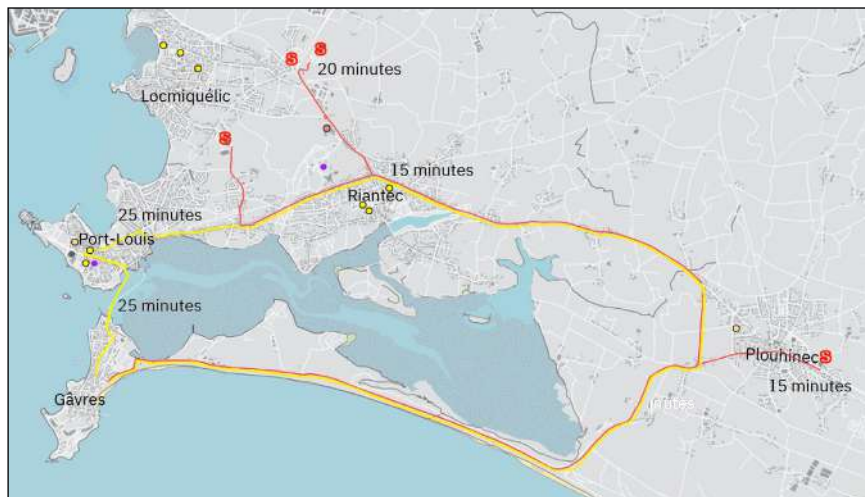 S
S
20 minutes
Locmiquélic
S
15 minutes
Riantec
25 minutes
Port-Louis
25 minutes
Plouhinec
S
15 minutes
Gâvres